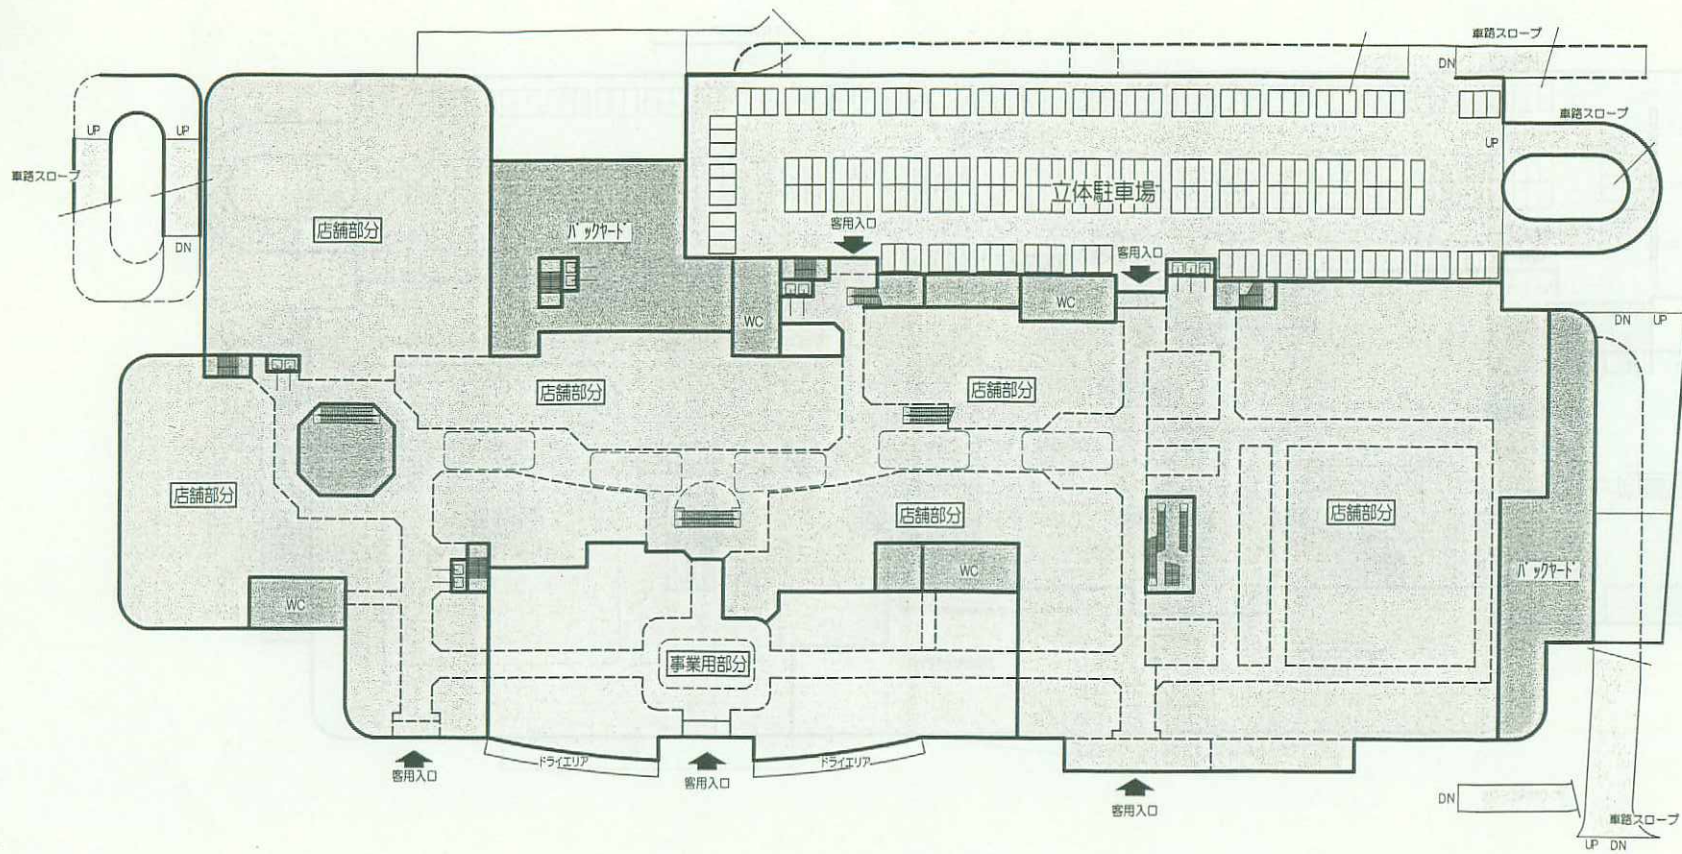 車路スロープ
DN
車路スロープ
UP
UP
UP
車路スロープ
DN
立体駐車場
店舗部分
バックヤード
客用入口
客用入口
WC
WC
DN
UP
店舗部分
店舗部分
店舗部分
店舗部分
店舗部分
WC
バックヤード
WC
事業用部分
ドライエリア
ドライエリア
客用入口
客用入口
客用入口
DN
車路スロープ
UP
DN